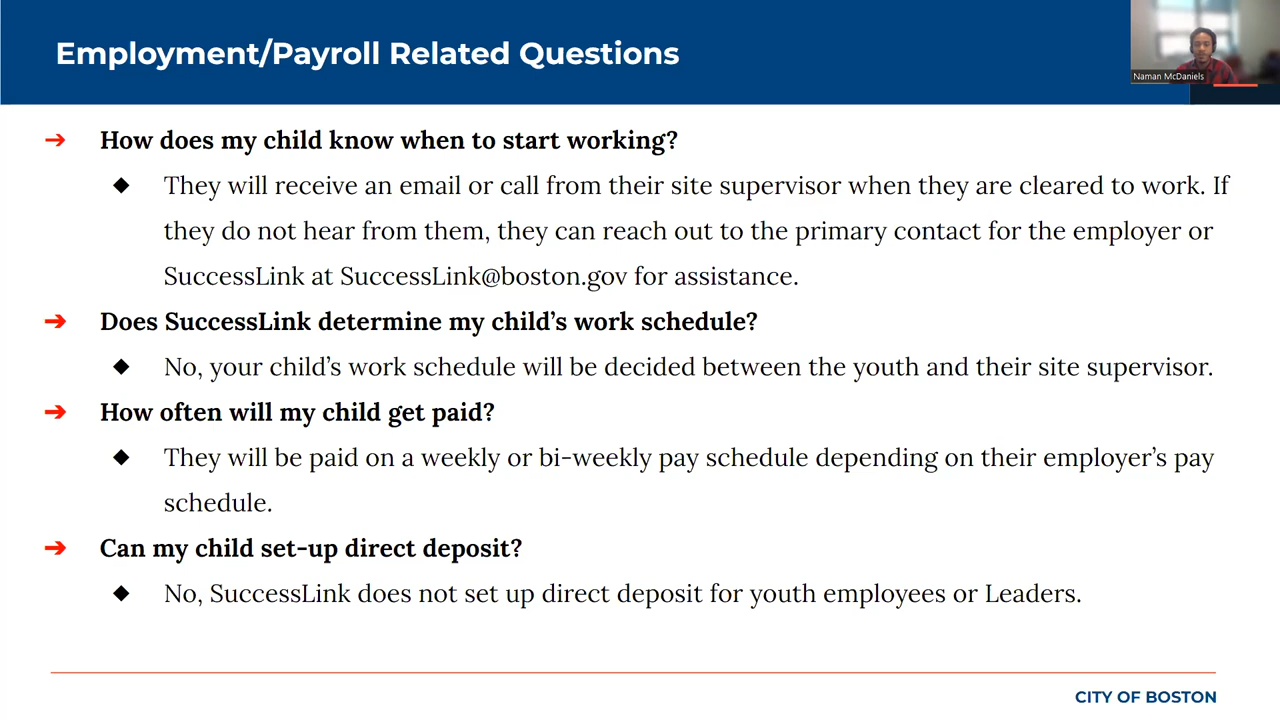 Employment/Payroll Related Questions
Naman McDaniels
➔ How does my child know when to start working?
◆ They will receive an email or call from their site supervisor when they are cleared to work. If
they do not hear from them, they can reach out to the primary contact for the employer or
SuccessLink at SuccessLink@boston.gov for assistance.
➔ Does SuccessLink determine my child’s work schedule?
◆ No, your child’s work schedule will be decided between the youth and their site supervisor.
➔ How often will my child get paid?
◆ They will be paid on a weekly or bi-weekly pay schedule depending on their employer’s pay
schedule.
➔ Can my child set-up direct deposit?
◆ No, SuccessLink does not set up direct deposit for youth employees or Leaders.
CITY OF BOSTON